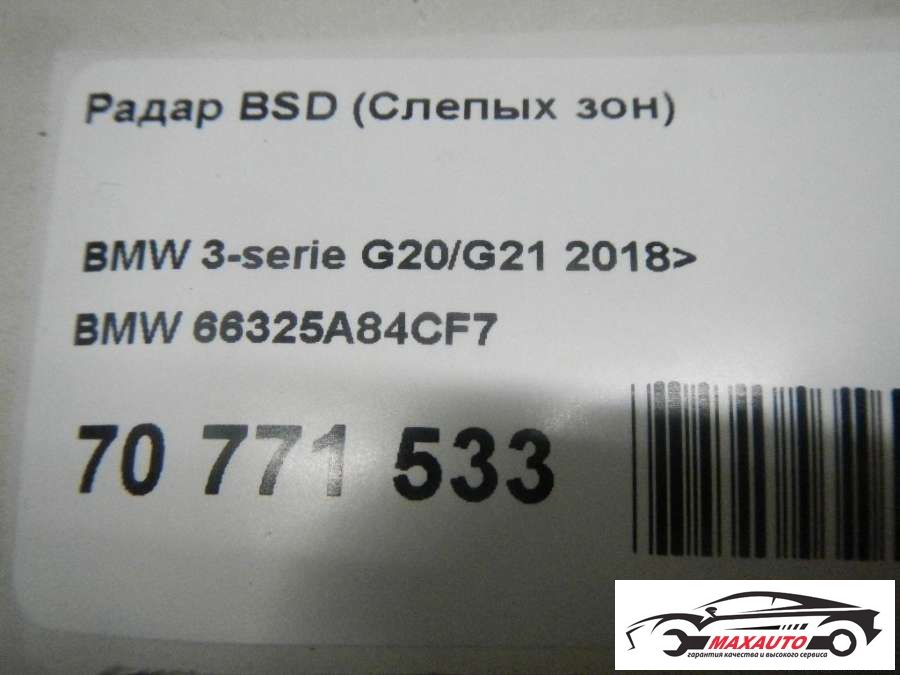 Радар BSD (Слепых зон)
BMW 3-serie G20/G21 2018>
BMW 66325A84CF7
70 771 533
MAXAUTO
гарантия качества и высокого сервиса